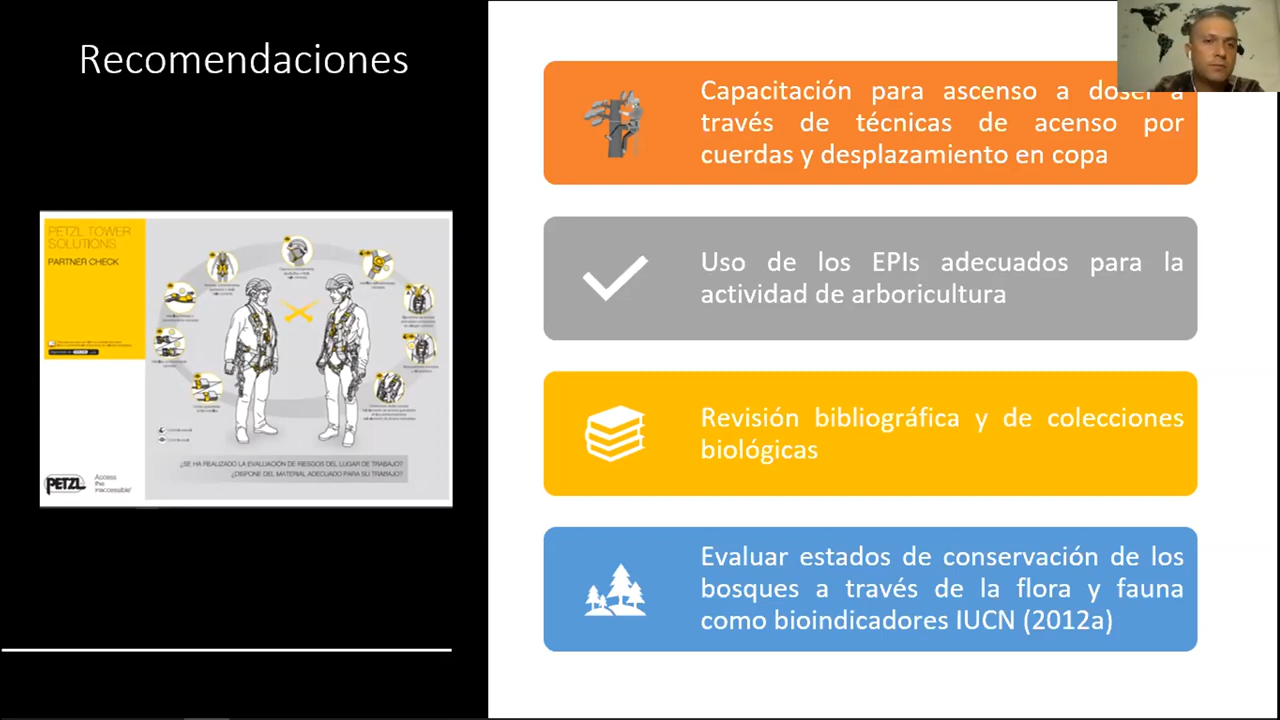 Recomendaciones
Capacitación para ascenso a dosel a
través de técnicas de acenso por
cuerdas y desplazamiento en copa
Uso de los EPIs adecuados para la
actividad de arboricultura
Revisión bibliográfica y de colecciones
biológicas
Evaluar estados de conservación de los
bosques a través de la flora y fauna
como bioindicadores IUCN (2012a)
PETZL TOWER
SOLUTIONS
PARTNER CHECK
¿SE HA REALIZADO LA EVALUACIÓN DE RIESGOS DEL LUGAR DE TRABAJO?
¿DISPONE DEL MATERIAL ADECUADO PARA SU TRABAJO?
PETZL
Access
the
inaccessible